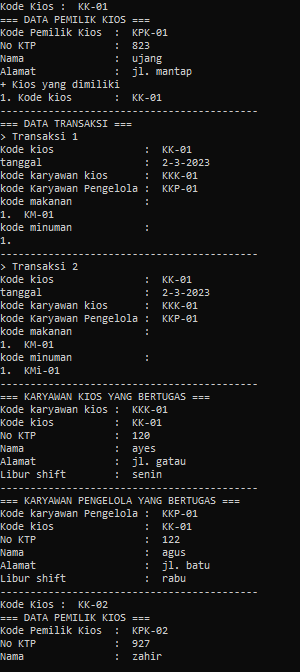 Kode Kios :  KK-01
=== DATA PEMILIK KIOS ===
Kode Pemilik Kios  :  KPK-01
No KTP             :  823
Nama               :  ujang
Alamat             :  jl. mantap
+ Kios yang dimiliki
1. Kode kios       :  KK-01
------------------------------------------
=== DATA TRANSAKSI ===
> Transaksi 1
Kode kios               :  KK-01
tanggal                 :  2-3-2023
kode karyawan kios      :  KKK-01
kode Karyawan Pengelola :  KKP-01
kode makanan            :
1.  KM-01
kode minuman            :
1.
------------------------------------------
> Transaksi 2
Kode kios               :  KK-01
tanggal                 :  2-3-2023
kode karyawan kios      :  KKK-01
kode Karyawan Pengelola :  KKP-01
kode makanan            :
1.  KM-01
kode minuman            :
1.  KMi-01
------------------------------------------
=== KARYAWAN KIOS YANG BERTUGAS ===
Kode karyawan kios :  KKK-01
Kode kios          :  KK-01
No KTP             :  120
Nama               :  ayes
Alamat             :  jl. gatau
Libur shift        :  senin
------------------------------------------
=== KARYAWAN PENGELOLA YANG BERTUGAS ===
Kode karyawan Pengelola :  KKP-01
Kode kios               :  KK-01
No KTP                  :  122
Nama                    :  agus
Alamat                  :  jl. batu
Libur shift             :  rabu
------------------------------------------
Kode Kios :  KK-02
=== DATA PEMILIK KIOS ===
Kode Pemilik Kios  :  KPK-02
No KTP             :  927
Nama               :  zahir